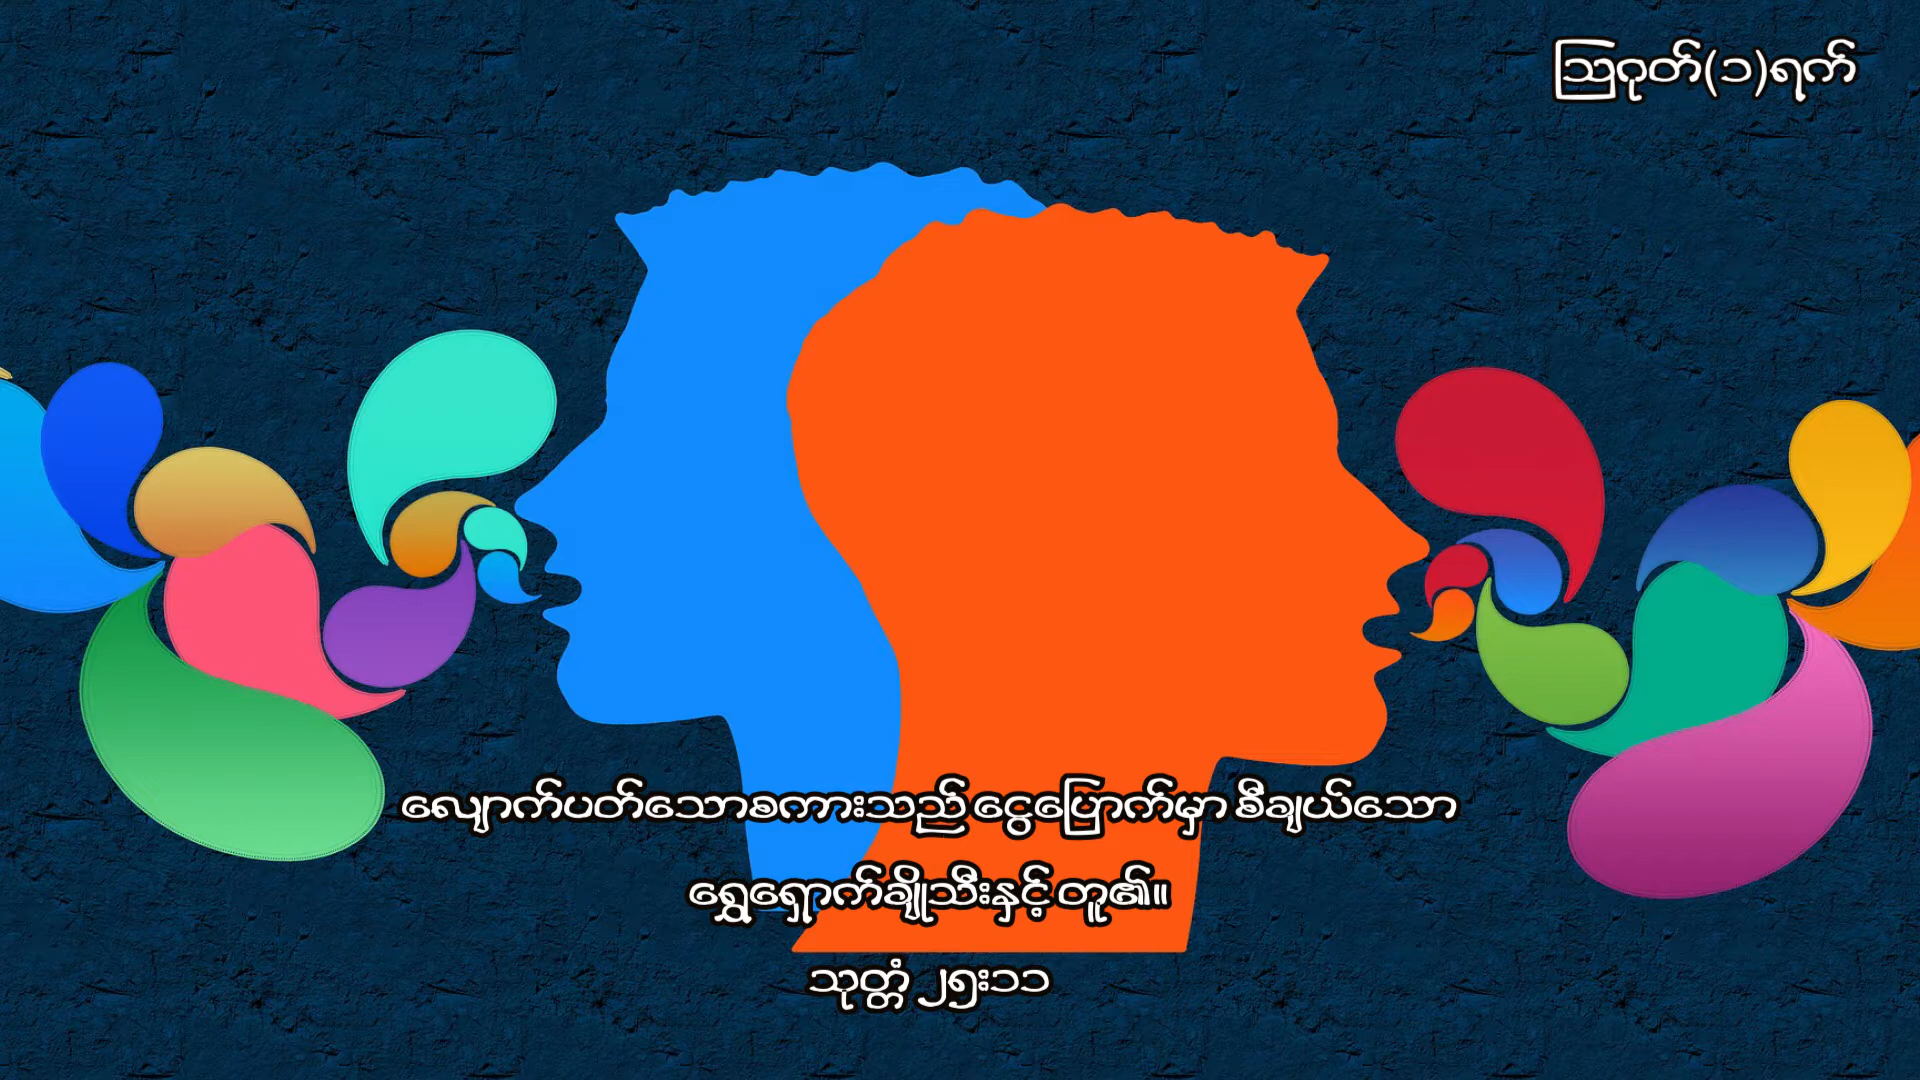 ဩဂုတ်(၁)ရက်
လျောက်ပတ်သောစကားသည် ငွေပြောက်မှာ စီချယ်သော
ရွှေရှောက်ချိုသီးနှင့် တူ၏။
သုတ္တံ ၂၅း၁၁